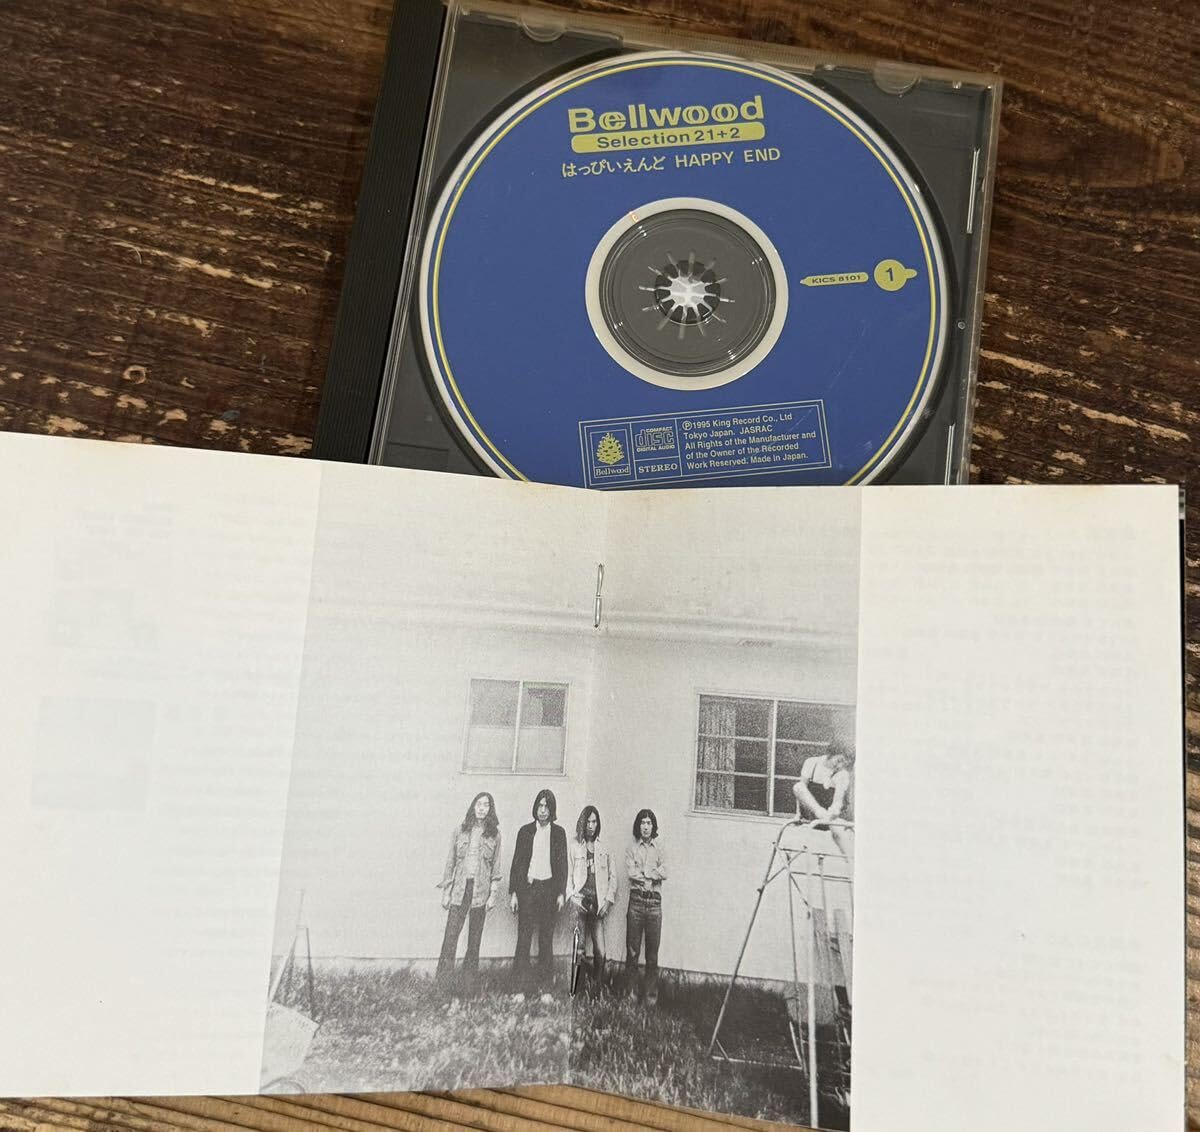 Bellwood
Selection 21+2
はっぴいえんど HAPPY END
KICS 8101
1
Bellwood
COMPACT
disc
DIGITAL AUDIO
STEREO
Ⓟ1995 King Record Co., Ltd
Tokyo Japan. JASRAC
All Rights of the Manufacturer and
of the Owner of the Recorded
Work Reserved. Made in Japan.